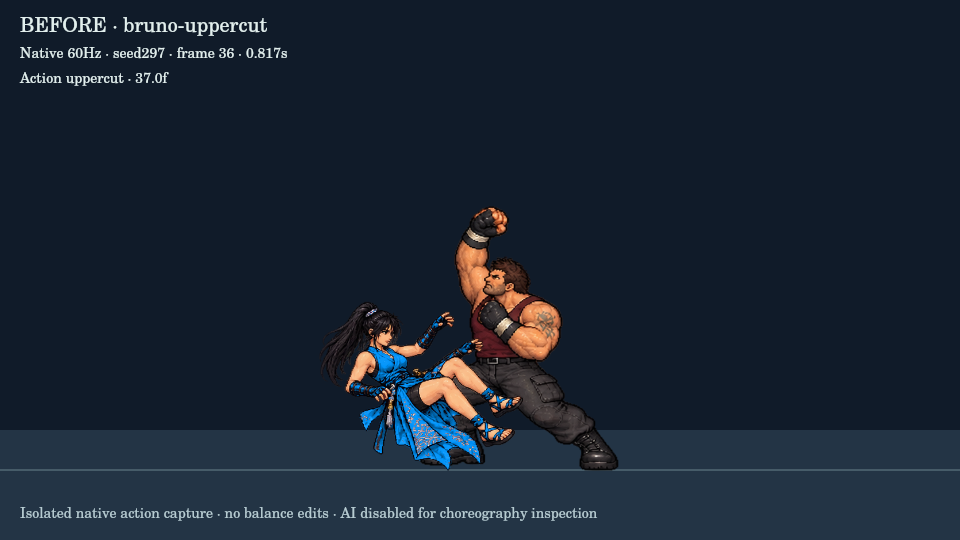 BEFORE · bruno-uppercut
Native 60Hz · seed297 · frame 36 · 0.817s
Action uppercut · 37.0f
Isolated native action capture · no balance edits · AI disabled for choreography inspection